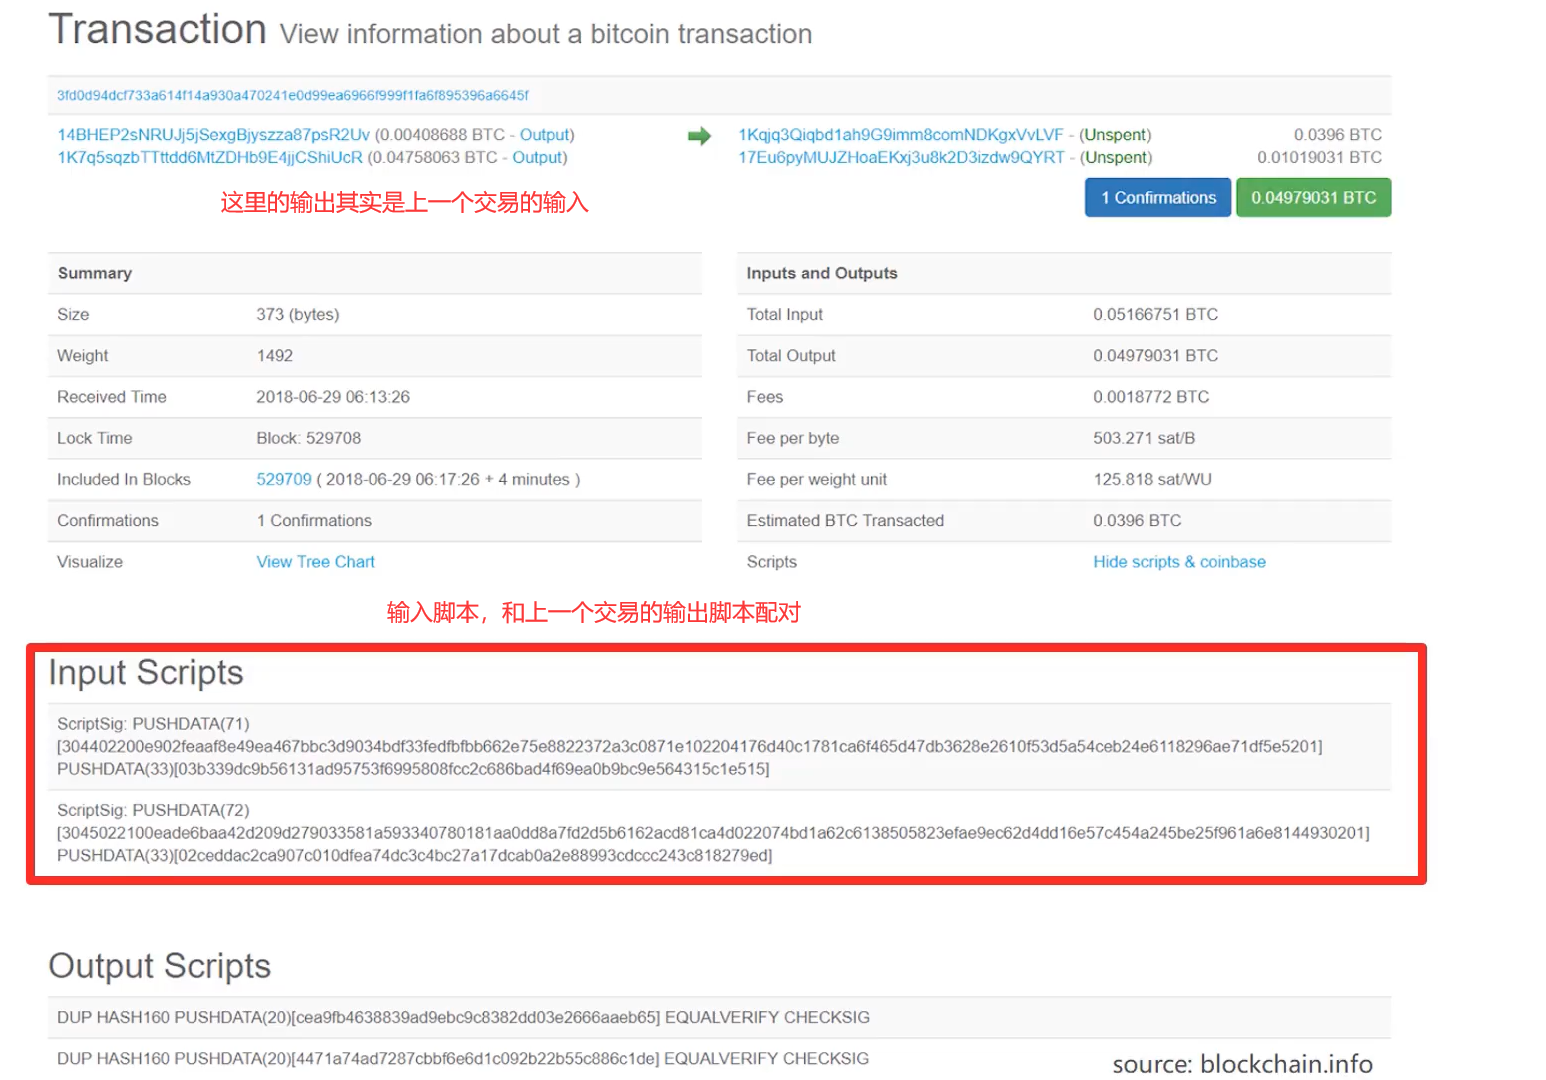 Transaction View information about a bitcoin transaction
3fd0d94dcf733a614f14a930a470241e0d99ea6966f999f1fa6f895396a6645f
14BHEP2sNRUJj5jSexgBjyszza87psR2Uv (0.00408688 BTC - Output) 1Kqjq3Qiqbd1ah9G9imm8comNDKgxVvLVF - (Unspent) 0.0396 BTC
1K7q5sqzbTTttdd6MtZDHb9E4jjCShiUcR (0.04758063 BTC - Output) 17Eu6pyMUJZHoaEKxj3u8k2D3izdw9QYRT - (Unspent) 0.01019031 BTC
这里的输出其实是上一个交易的输入
1 Confirmations 0.04979031 BTC
Summary
Size 373 (bytes)
Weight 1492
Received Time 2018-06-29 06:13:26
Lock Time Block: 529708
Included In Blocks 529709 ( 2018-06-29 06:17:26 + 4 minutes )
Confirmations 1 Confirmations
Visualize View Tree Chart
Inputs and Outputs
Total Input 0.05166751 BTC
Total Output 0.04979031 BTC
Fees 0.0018772 BTC
Fee per byte 503.271 sat/B
Fee per weight unit 125.818 sat/WU
Estimated BTC Transacted 0.0396 BTC
Scripts Hide scripts & coinbase
输入脚本，和上一个交易的输出脚本配对
Input Scripts
ScriptSig: PUSHDATA(71)
[304402200e902feaaf8e49ea467bbc3d9034bdf33fedfbfbb662e75e8822372a3c0871e102204176d40c1781ca6f465d47db3628e2610f53d5a54ceb24e6118296ae71df5e5201]
PUSHDATA(33)[03b339dc9b56131ad95753f6995808fcc2c686bad4f69ea0b9bc9e564315c1e515]
ScriptSig: PUSHDATA(72)
[3045022100eade6baa42d209d279033581a593340780181aa0dd8a7fd2d5b6162acd81ca4d022074bd1a62c6138505823efae9ec62d4dd16e57c454a245be25f961a6e8144930201]
PUSHDATA(33)[02ceddac2ca907c010dfea74dc3c4bc27a17dcab0a2e88993cdccc243c818279ed]
Output Scripts
DUP HASH160 PUSHDATA(20)[cea9fb4638839ad9ebc9c8382dd03e2666aaeb65] EQUALVERIFY CHECKSIG
DUP HASH160 PUSHDATA(20)[4471a74ad7287cbbf6e6d1c092b22b55c886c1de] EQUALVERIFY CHECKSIG
source: blockchain.info